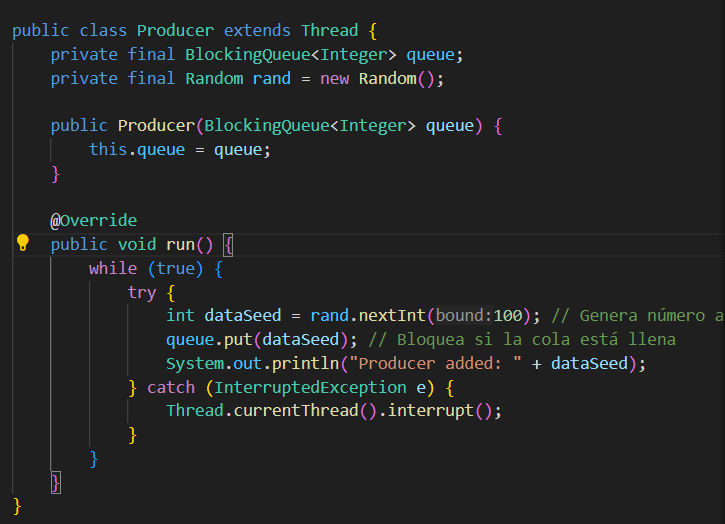 public class Producer extends Thread {
    private final BlockingQueue<Integer> queue;
    private final Random rand = new Random();

    public Producer(BlockingQueue<Integer> queue) {
        this.queue = queue;
    }

    @Override
    public void run() {
        while (true) {
            try {
                int dataSeed = rand.nextInt(bound:100); // Genera número a
                queue.put(dataSeed); // Bloquea si la cola está llena
                System.out.println("Producer added: " + dataSeed);
            } catch (InterruptedException e) {
                Thread.currentThread().interrupt();
            }
        }
    }
}